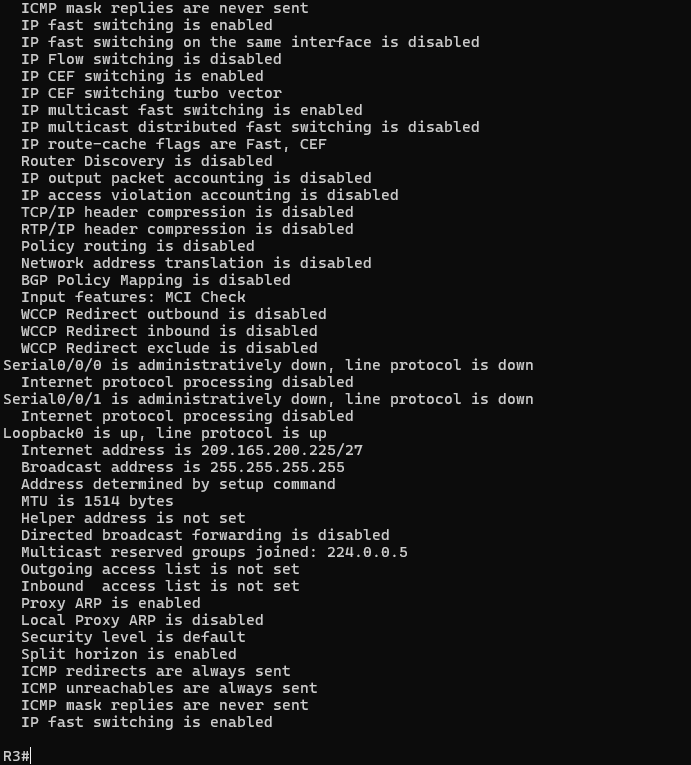 ICMP mask replies are never sent
IP fast switching is enabled
IP fast switching on the same interface is disabled
IP Flow switching is disabled
IP CEF switching is enabled
IP CEF switching turbo vector
IP multicast fast switching is enabled
IP multicast distributed fast switching is disabled
IP route-cache flags are Fast, CEF
Router Discovery is disabled
IP output packet accounting is disabled
IP access violation accounting is disabled
TCP/IP header compression is disabled
RTP/IP header compression is disabled
Policy routing is disabled
Network address translation is disabled
BGP Policy Mapping is disabled
Input features: MCI Check
WCCP Redirect outbound is disabled
WCCP Redirect inbound is disabled
WCCP Redirect exclude is disabled
Serial0/0/0 is administratively down, line protocol is down
Internet protocol processing disabled
Serial0/0/1 is administratively down, line protocol is down
Internet protocol processing disabled
Loopback0 is up, line protocol is up
Internet address is 209.165.200.225/27
Broadcast address is 255.255.255.255
Address determined by setup command
MTU is 1514 bytes
Helper address is not set
Directed broadcast forwarding is disabled
Multicast reserved groups joined: 224.0.0.5
Outgoing access list is not set
Inbound  access list is not set
Proxy ARP is enabled
Local Proxy ARP is disabled
Security level is default
Split horizon is enabled
ICMP redirects are always sent
ICMP unreachables are always sent
ICMP mask replies are never sent
IP fast switching is enabled
R3#